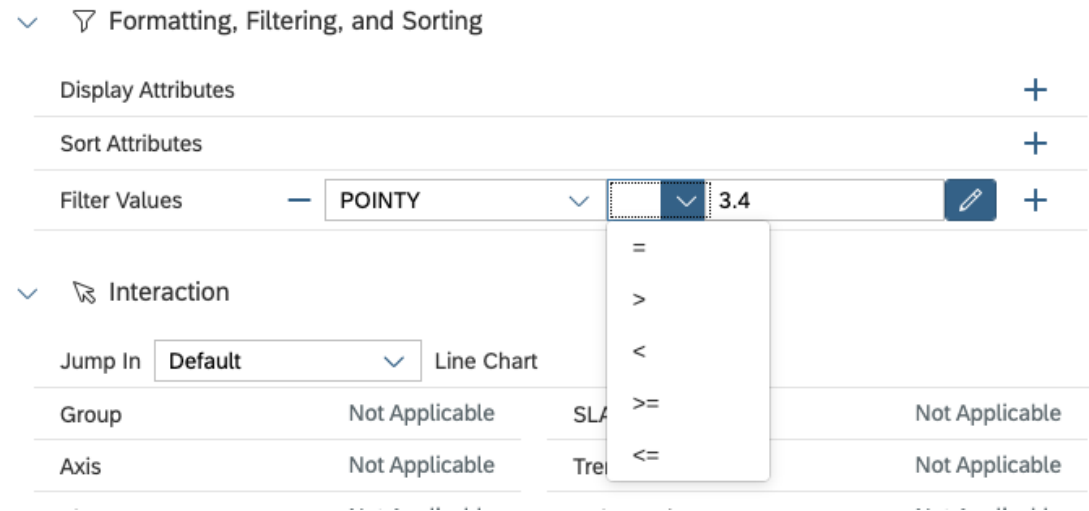 Formatting, Filtering, and Sorting
Display Attributes
Sort Attributes
Filter Values POINTY 3.4
=
>
<
>=
<=
Interaction
Jump In Default Line Chart
Group Not Applicable Not Applicable
Axis Not Applicable Not Applicable